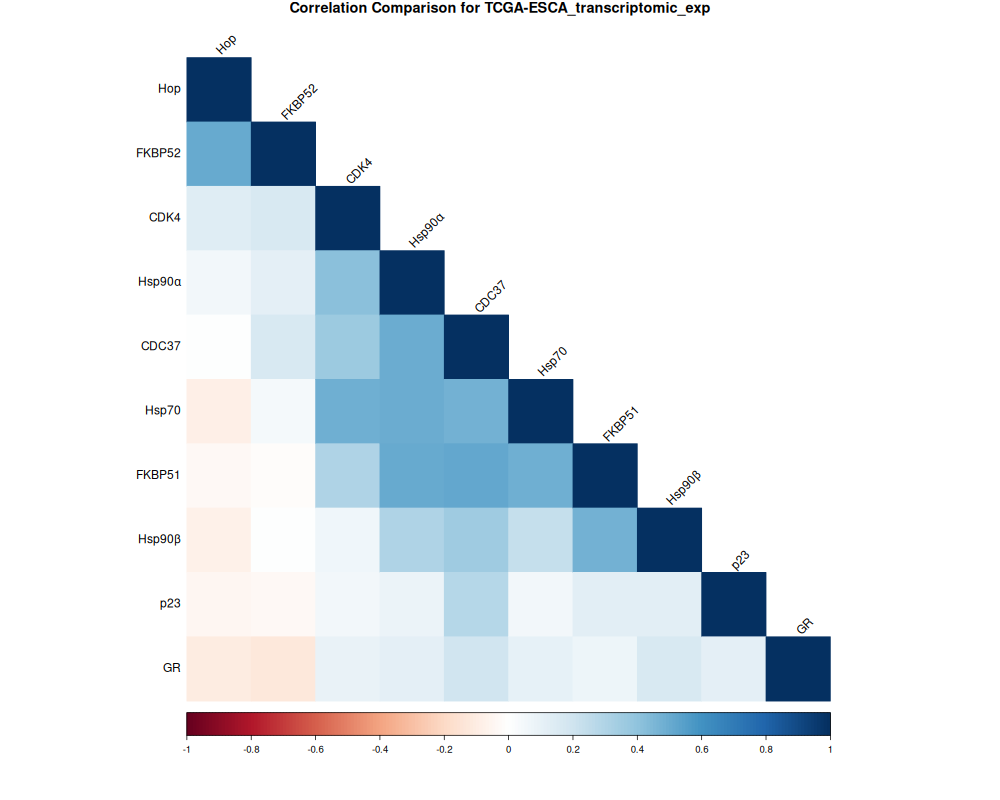 Correlation Comparison for TCGA-ESCA_transcriptomic_exp
Hop
FKBP52
CDK4
Hsp90α
CDC37
Hsp70
FKBP51
Hsp90β
p23
GR
Hop
FKBP52
CDK4
Hsp90α
CDC37
Hsp70
FKBP51
Hsp90β
p23
GR
-1 -0.8 -0.6 -0.4 -0.2 0 0.2 0.4 0.6 0.8 1